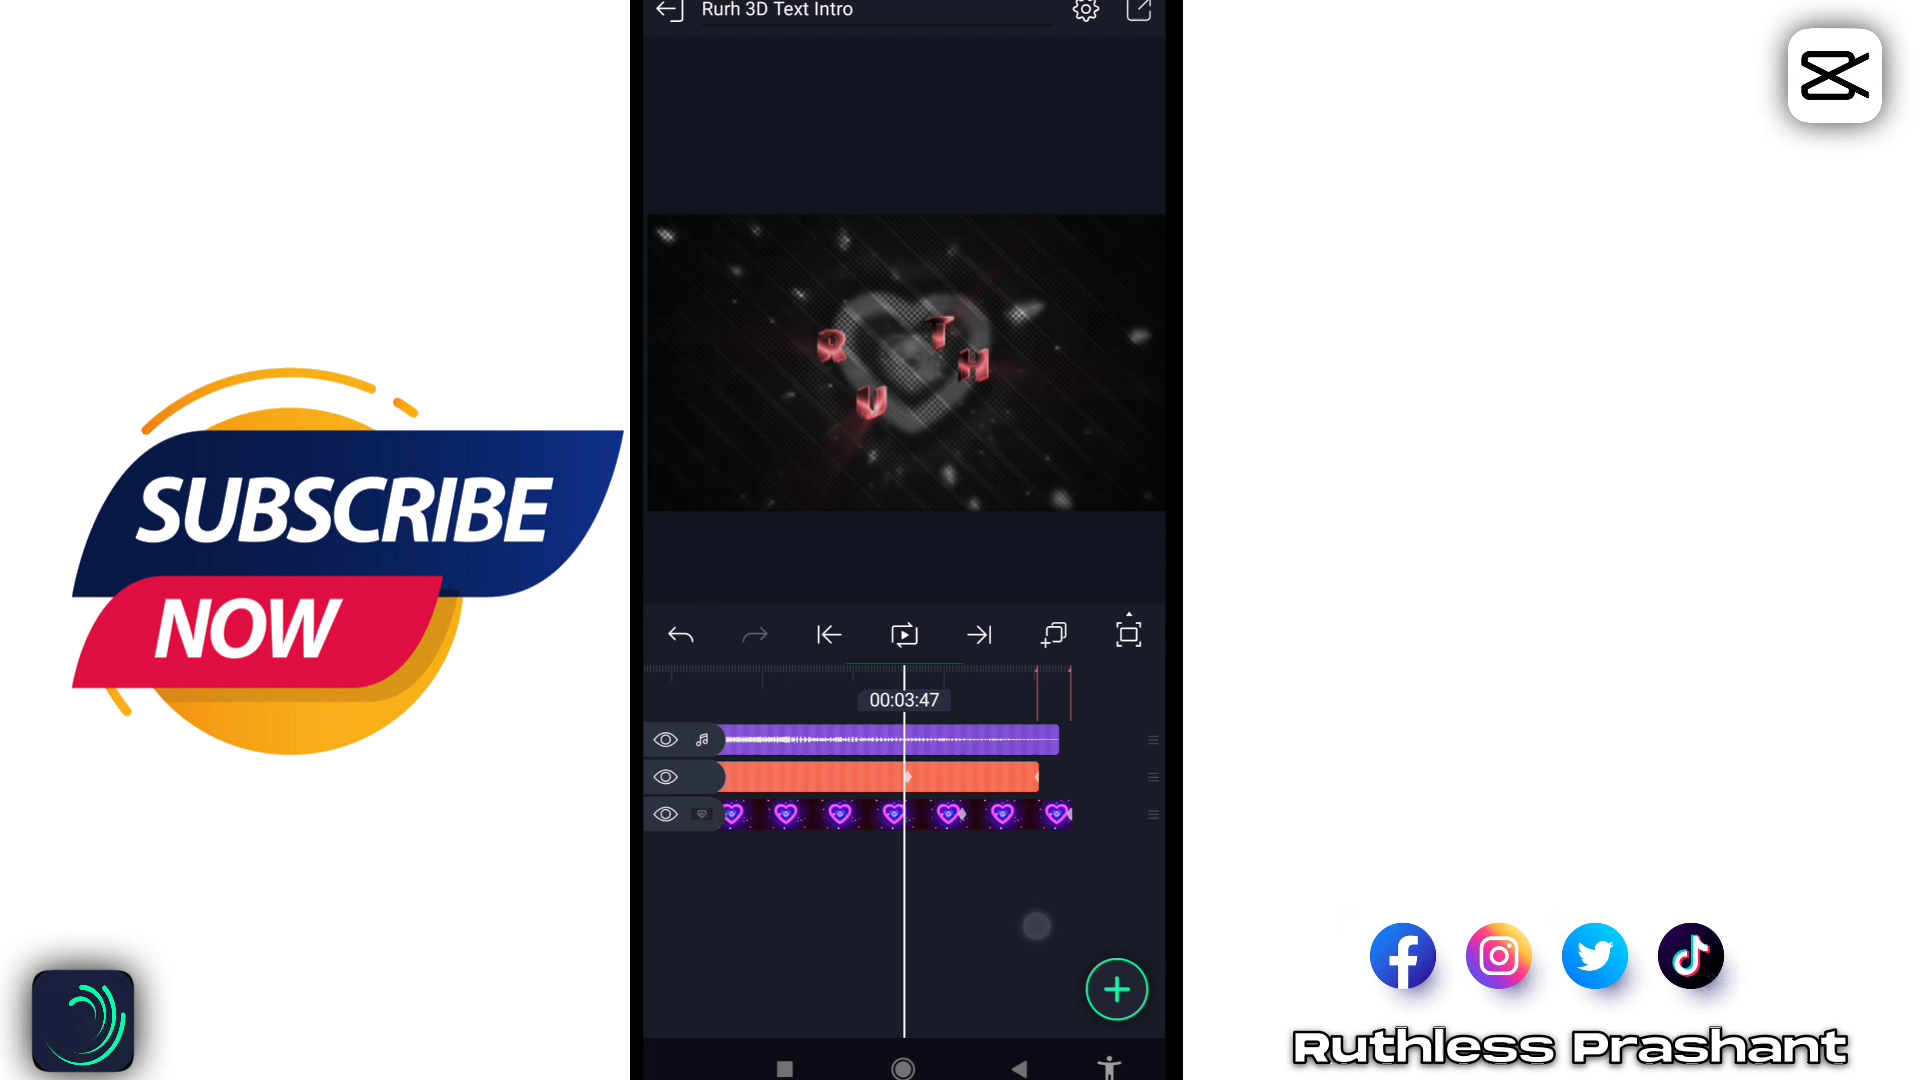 Rurh 3D Text Intro
R
T
H
U
SUBSCRIBE
NOW
00:03:47
Ruthless Prashant